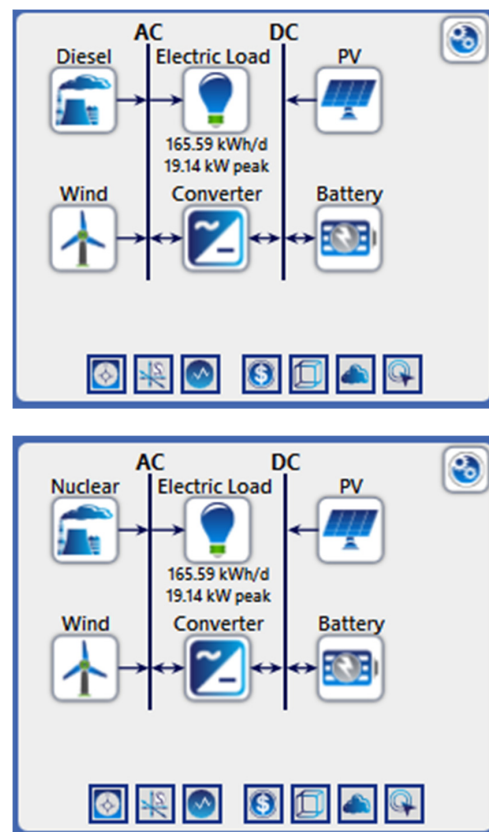 AC DC
Diesel Electric Load PV
165.59 kWh/d
19.14 kW peak
Wind Converter Battery
AC DC
Nuclear Electric Load PV
165.59 kWh/d
19.14 kW peak
Wind Converter Battery